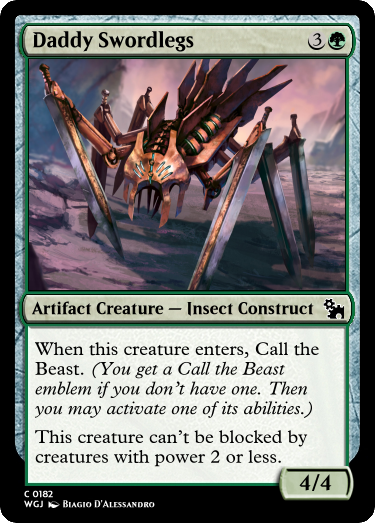 Daddy Swordlegs 3
Artifact Creature — Insect Construct
When this creature enters, Call the
Beast. (You get a Call the Beast
emblem if you don't have one. Then
you may activate one of its abilities.)
This creature can't be blocked by
creatures with power 2 or less.
4/4
C 0182
WGJ Biagio D'Alessandro